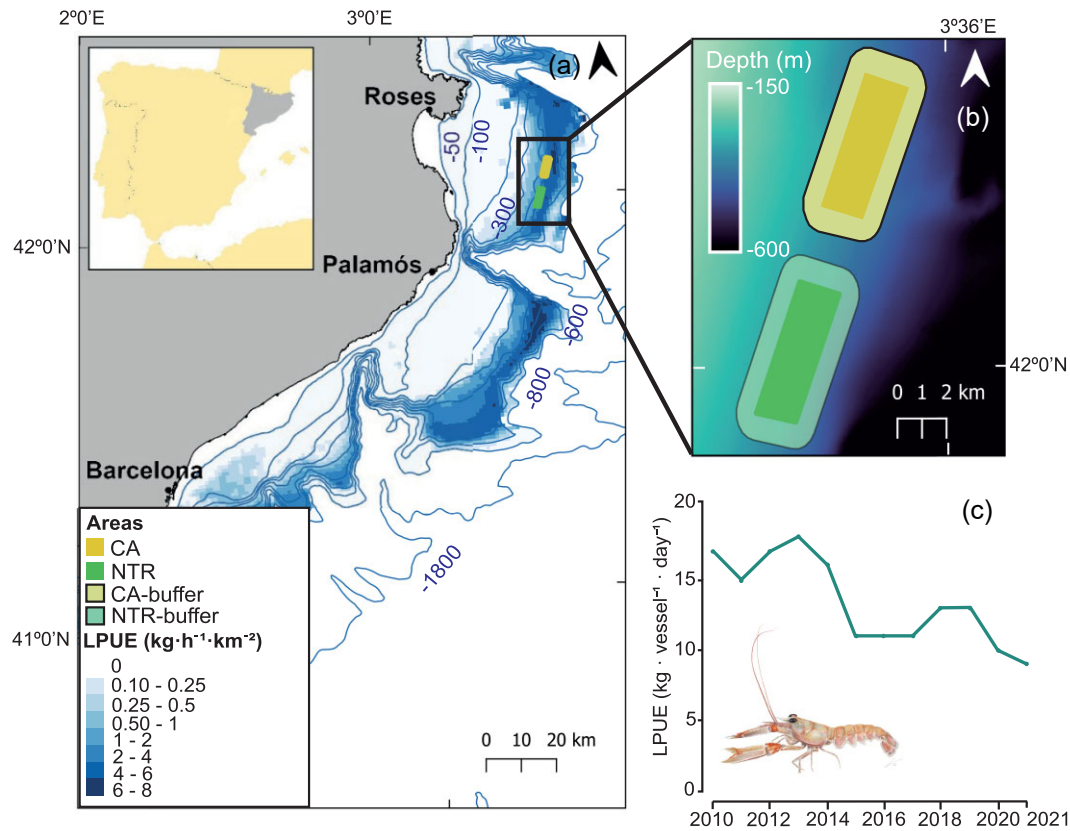 2º0’E
3º0’E
(a)
Roses
-50
-100
-300
42º0’N
Palamós
-600
-800
Barcelona
-1800
41º0’N
Areas
CA
NTR
CA-buffer
NTR-buffer
LPUE (kg·h⁻¹·km⁻²)
0
0.10 - 0.25
0.25 - 0.5
0.50 - 1
1 - 2
2 - 4
4 - 6
6 - 8
0 10 20 km
3º36’E
Depth (m)
-150
-600
(b)
42º0’N
0 1 2 km
(c)
LPUE (kg · vessel⁻¹ · day⁻¹)
20
15
10
5
0
2010 2012 2014 2016 2018 2020 2021